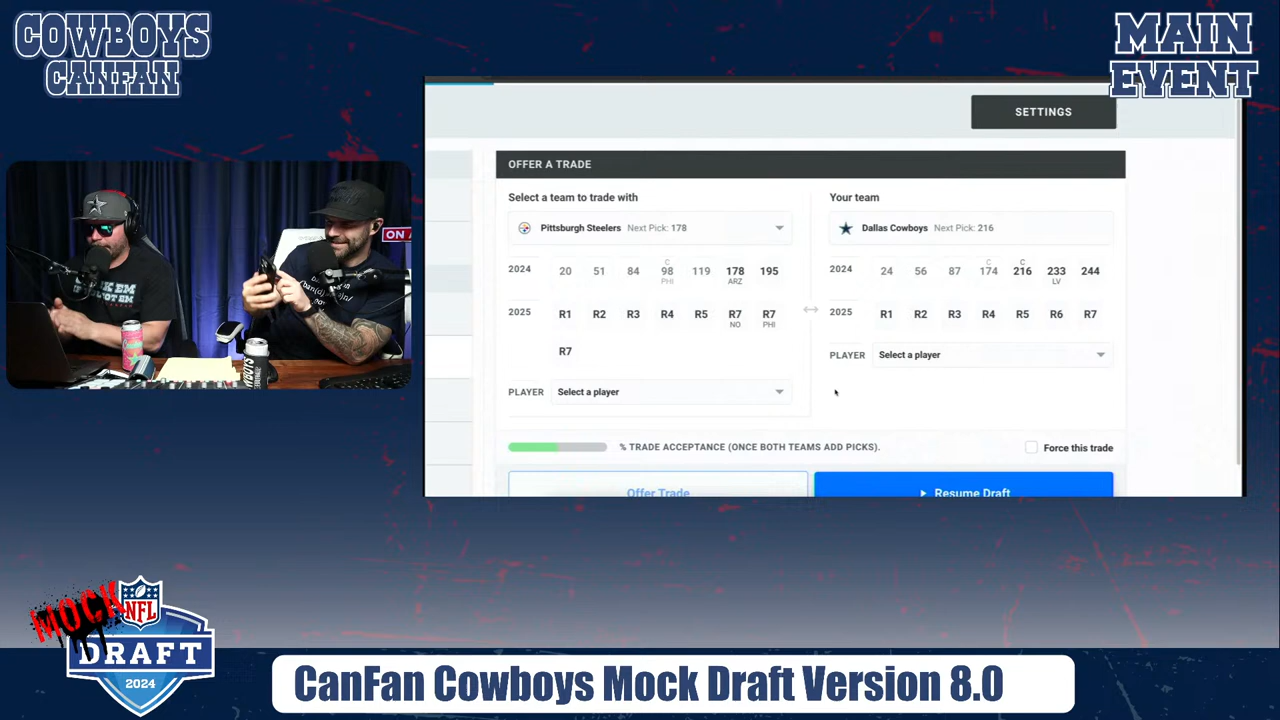 COWBOYS
CANFAN
MAIN
EVENT
SETTINGS
OFFER A TRADE
Select a team to trade with
Your team
Pittsburgh Steelers Next Pick: 178
Dallas Cowboys Next Pick: 216
2024 20 51 84 C 98 PHI 119 178 ARZ 195
2024 24 56 87 C 174 C 216 233 LV 244
2025 R1 R2 R3 R4 R5 R7 NO R7 PHI
2025 R1 R2 R3 R4 R5 R6 R7
R7
PLAYER Select a player
PLAYER Select a player
% TRADE ACCEPTANCE (ONCE BOTH TEAMS ADD PICKS).
Force this trade
Offer Trade
Resume Draft
ON A
MOCK
NFL
DRAFT
2024
CanFan Cowboys Mock Draft Version 8.0